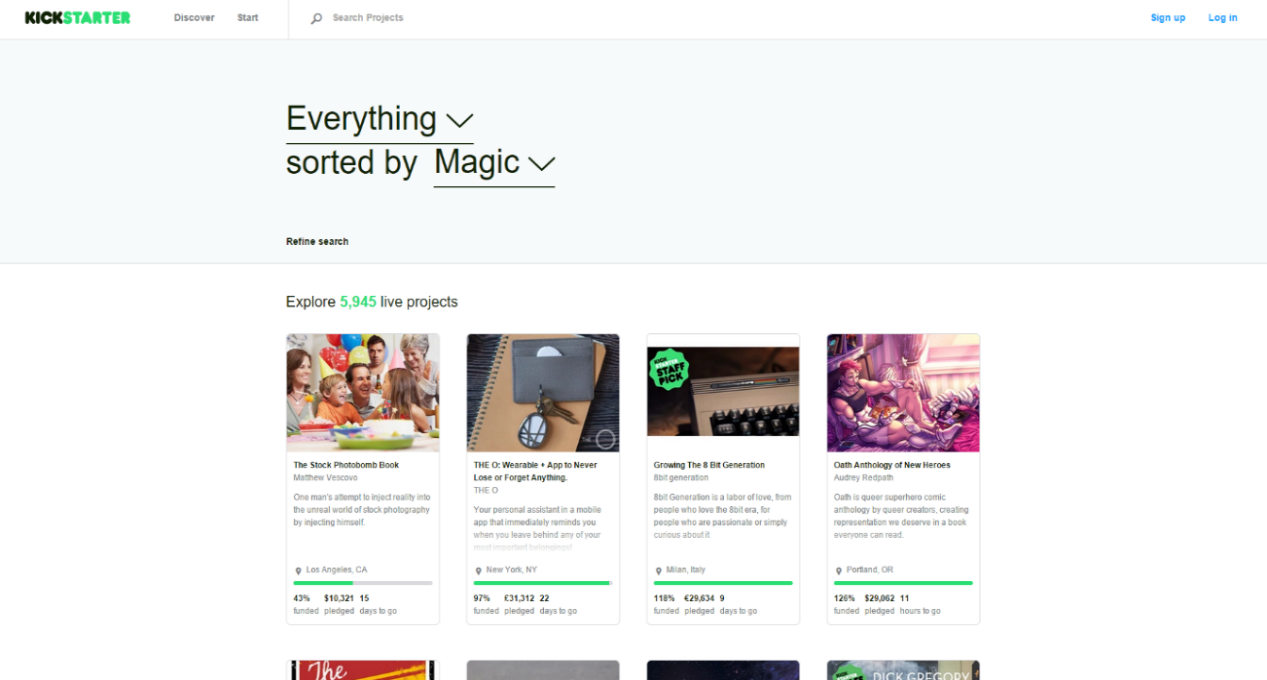 KICKSTARTER
Discover
Start
Search Projects
Sign up
Log in
Everything
sorted by Magic
Refine search
Explore 5,945 live projects
The Stock Photobomb Book
Matthew Vescovo
One man's attempt to inject reality into
the unreal world of stock photography
by injecting himself.
Los Angeles, CA
43% $10,321 15
funded pledged days to go
THE O: Wearable + App to Never
Lose or Forget Anything.
THE O
Your personal assistant in a mobile
app that immediately reminds you
when you leave behind any of your
most important belongings!
New York, NY
97% £31,312 22
funded pledged days to go
KICK
STARTER
STAFF
PICK
Growing The 8 Bit Generation
8bit generation
8bit Generation is a labor of love, from
people who love the 8bit era, for
people who are passionate or simply
curious about it
Milan, Italy
118% €29,634 9
funded pledged days to go
Oath Anthology of New Heroes
Audrey Redpath
Oath is queer superhero comic
anthology by queer creators, creating
representation we deserve in a book
everyone can read.
Portland, OR
126% $29,062 11
funded pledged hours to go
The
DICK GREGORY